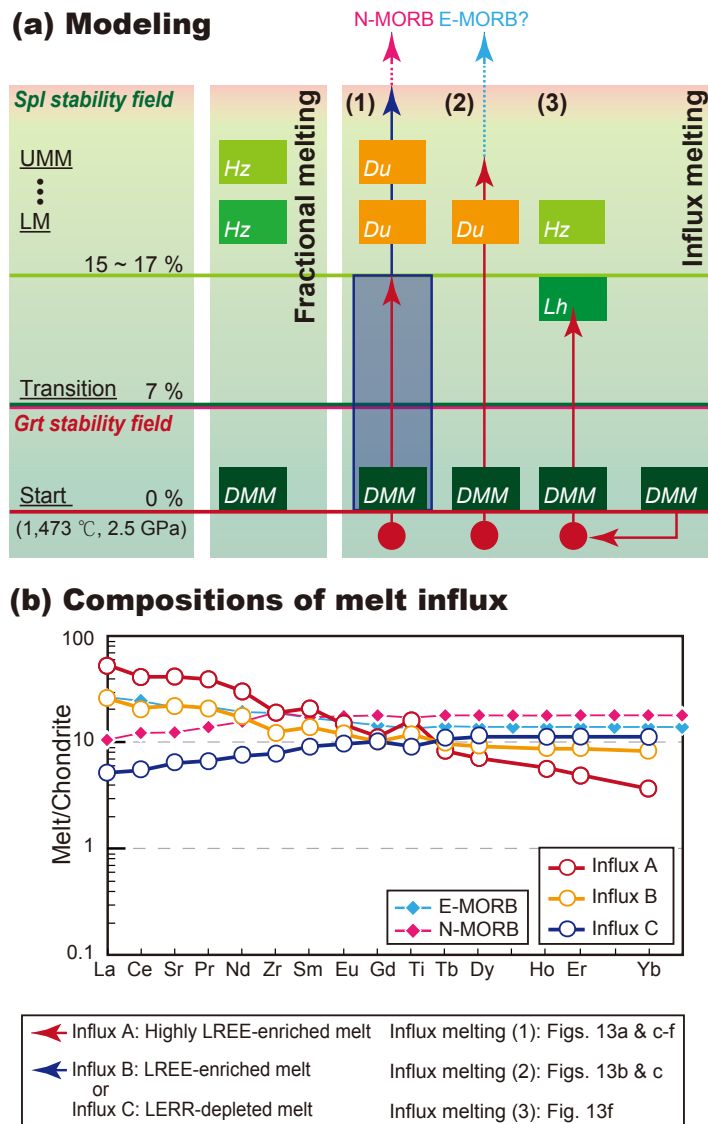 (a) Modeling
N-MORB E-MORB?
Spl stability field
Fractional melting
(1)
(2)
(3)
Influx melting
UMM
Hz
Du
LM
Hz
Du
Du
Hz
15 ~ 17 %
Lh
Transition 7 %
Grt stability field
Start 0 %
DMM
DMM
DMM
DMM
DMM
(1,473 ℃, 2.5 GPa)
(b) Compositions of melt influx
Melt/Chondrite
100
10
1
0.1
E-MORB
N-MORB
Influx A
Influx B
Influx C
La Ce Sr Pr Nd Zr Sm Eu Gd Ti Tb Dy Ho Er Yb
Influx A: Highly LREE-enriched melt
Influx B: LREE-enriched melt
or
Influx C: LERR-depleted melt
Influx melting (1): Figs. 13a & c-f
Influx melting (2): Figs. 13b & c
Influx melting (3): Fig. 13f